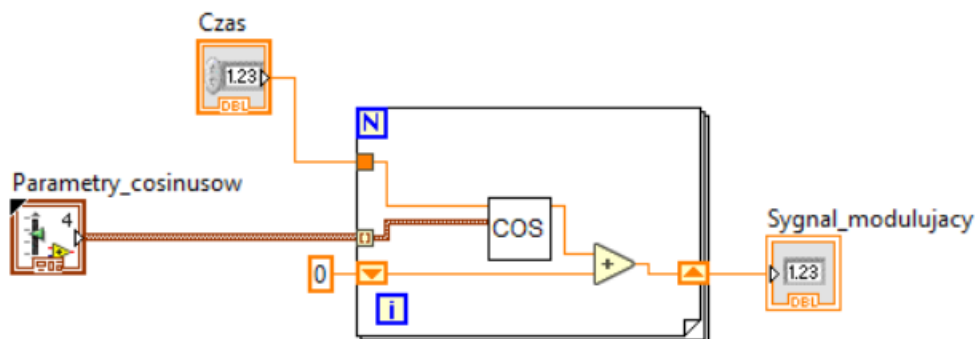 Czas
1.23
DBL
N
Parametry_cosinusow
4
COS
+
Sygnal_modulujacy
1.23
DBL
0
i